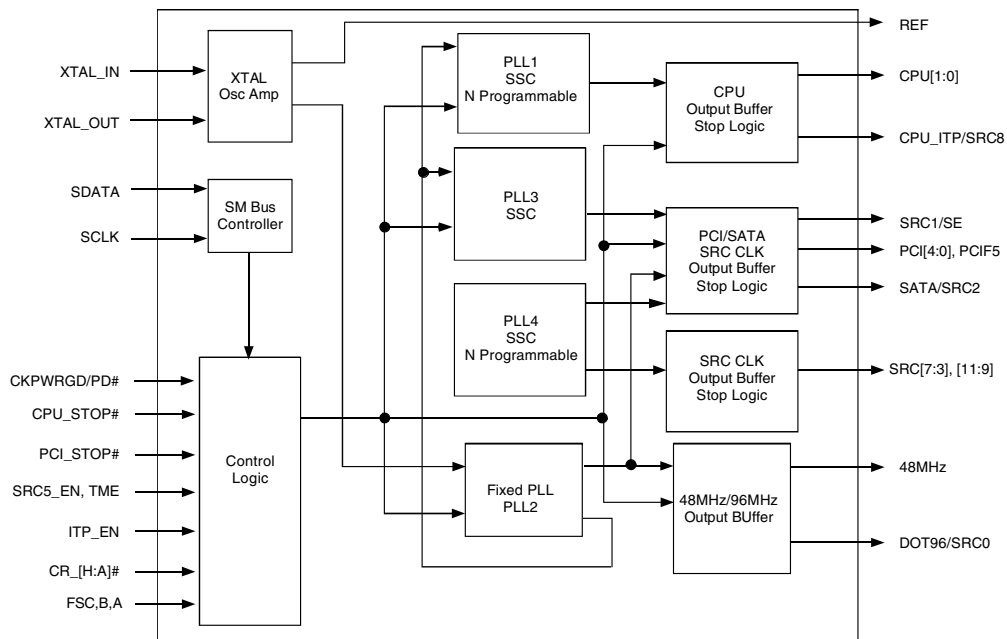 REF
XTAL_IN
XTAL_OUT
XTAL
Osc Amp
PLL1
SSC
N Programmable
CPU
Output Buffer
Stop Logic
CPU[1:0]
CPU_ITP/SRC8
SDATA
SCLK
SM Bus
Controller
PLL3
SSC
PCI/SATA
SRC CLK
Output Buffer
Stop Logic
SRC1/SE
PCI[4:0], PCIF5
SATA/SRC2
PLL4
SSC
N Programmable
SRC CLK
Output Buffer
Stop Logic
SRC[7:3], [11:9]
CKPWRGD/PD#
CPU_STOP#
PCI_STOP#
SRC5_EN, TME
ITP_EN
CR_[H:A]#
FSC,B,A
Control
Logic
Fixed PLL
PLL2
48MHz/96MHz
Output BUffer
48MHz
DOT96/SRC0